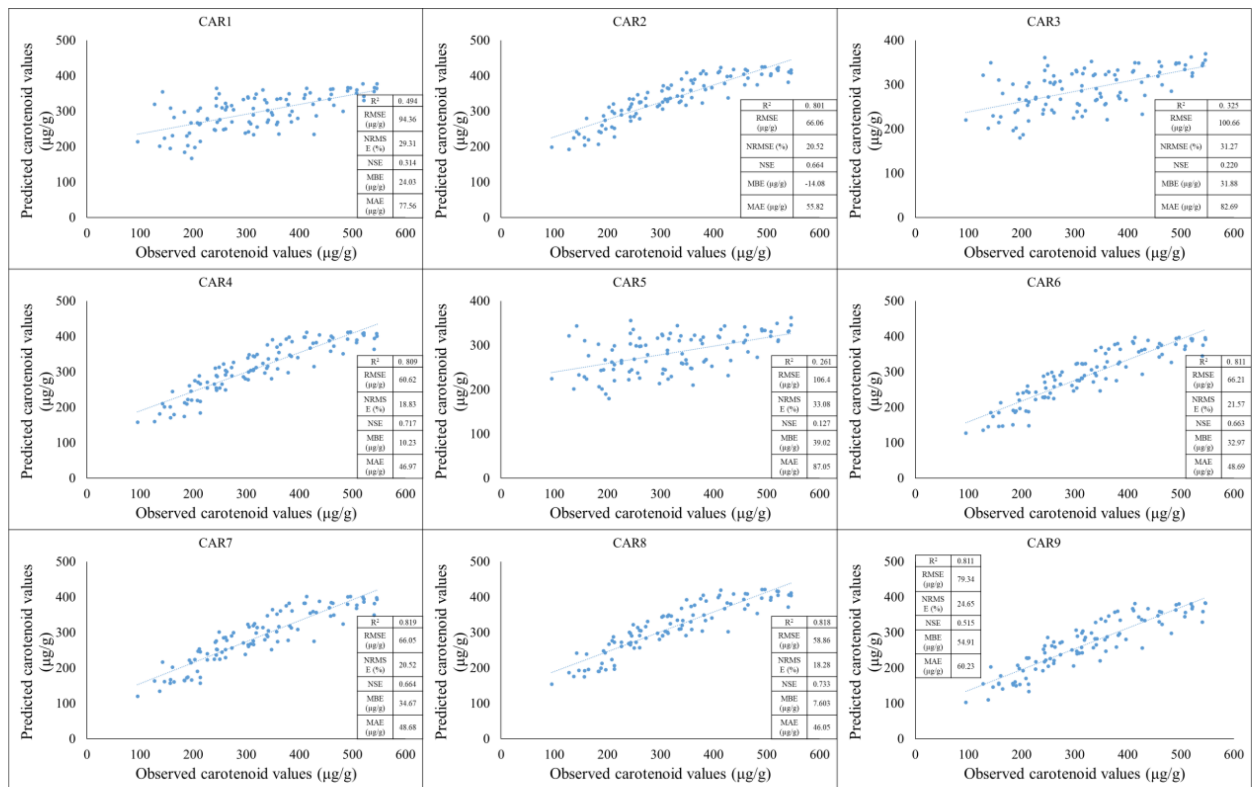 CAR1
500
400
300
200
100
0
0 100 200 300 400 500 600
Predicted carotenoid values
(μg/g)
Observed carotenoid values (μg/g)
R² 0. 494
RMSE
(μg/g) 94.36
NRMS
E (%) 29.31
NSE 0.314
MBE
(μg/g) 24.03
MAE
(μg/g) 77.56
CAR2
500
400
300
200
100
0
0 100 200 300 400 500 600
Predicted carotenoid values
(μg/g)
Observed carotenoid values (μg/g)
R² 0. 801
RMSE
(μg/g) 66.06
NRMSE (%) 20.52
NSE 0.664
MBE (μg/g) -14.08
MAE (μg/g) 55.82
CAR3
400
300
200
100
0
0 100 200 300 400 500 600
Predicted carotenoid values
(μg/g)
Observed carotenoid values (μg/g)
R² 0. 325
RMSE
(μg/g) 100.66
NRMSE (%) 31.27
NSE 0.220
MBE (μg/g) 31.88
MAE (μg/g) 82.69
CAR4
500
400
300
200
100
0
0 100 200 300 400 500 600
Predicted carotenoid values
(μg/g)
Observed carotenoid values (μg/g)
R² 0. 809
RMSE
(μg/g) 60.62
NRMS
E (%) 18.83
NSE 0.717
MBE
(μg/g) 10.23
MAE
(μg/g) 46.97
CAR5
400
300
200
100
0
0 100 200 300 400 500 600
Predicted carotenoid values
(μg/g)
Observed carotenoid values (μg/g)
R² 0. 261
RMSE
(μg/g) 106.4
NRMS
E (%) 33.08
NSE 0.127
MBE
(μg/g) 39.02
MAE
(μg/g) 87.05
CAR6
500
400
300
200
100
0
0 100 200 300 400 500 600
Predicted carotenoid values
(μg/g)
Observed carotenoid values (μg/g)
R² 0. 811
RMSE
(μg/g) 66.21
NRMS
E (%) 21.57
NSE 0.663
MBE
(μg/g) 32.97
MAE
(μg/g) 48.69
CAR7
500
400
300
200
100
0
0 100 200 300 400 500 600
Predicted carotenoid values
(μg/g)
Observed carotenoid values (μg/g)
R² 0.819
RMSE
(μg/g) 66.05
NRMS
E (%) 20.52
NSE 0.664
MBE
(μg/g) 34.67
MAE
(μg/g) 48.68
CAR8
500
400
300
200
100
0
0 100 200 300 400 500 600
Predicted carotenoid values
(μg/g)
Observed carotenoid values (μg/g)
R² 0.818
RMSE
(μg/g) 58.86
NRMS
E (%) 18.28
NSE 0.733
MBE
(μg/g) 7.603
MAE
(μg/g) 46.05
CAR9
500
400
300
200
100
0
0 100 200 300 400 500 600
Predicted carotenoid values
(μg/g)
Observed carotenoid values (μg/g)
R² 0.811
RMSE
(μg/g) 79.34
NRMS
E (%) 24.65
NSE 0.515
MBE
(μg/g) 54.91
MAE
(μg/g) 60.23